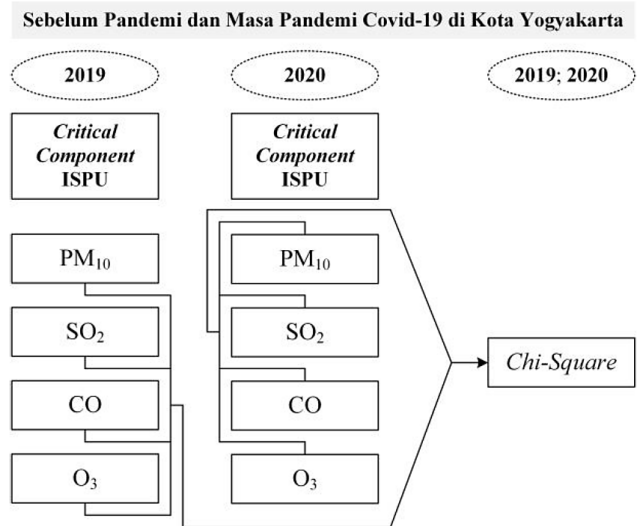 Sebelum Pandemi dan Masa Pandemi Covid-19 di Kota Yogyakarta
2019
2020
2019; 2020
Critical
Component
ISPU
Critical
Component
ISPU
PM₁₀
PM₁₀
SO₂
SO₂
Chi-Square
CO
CO
O₃
O₃